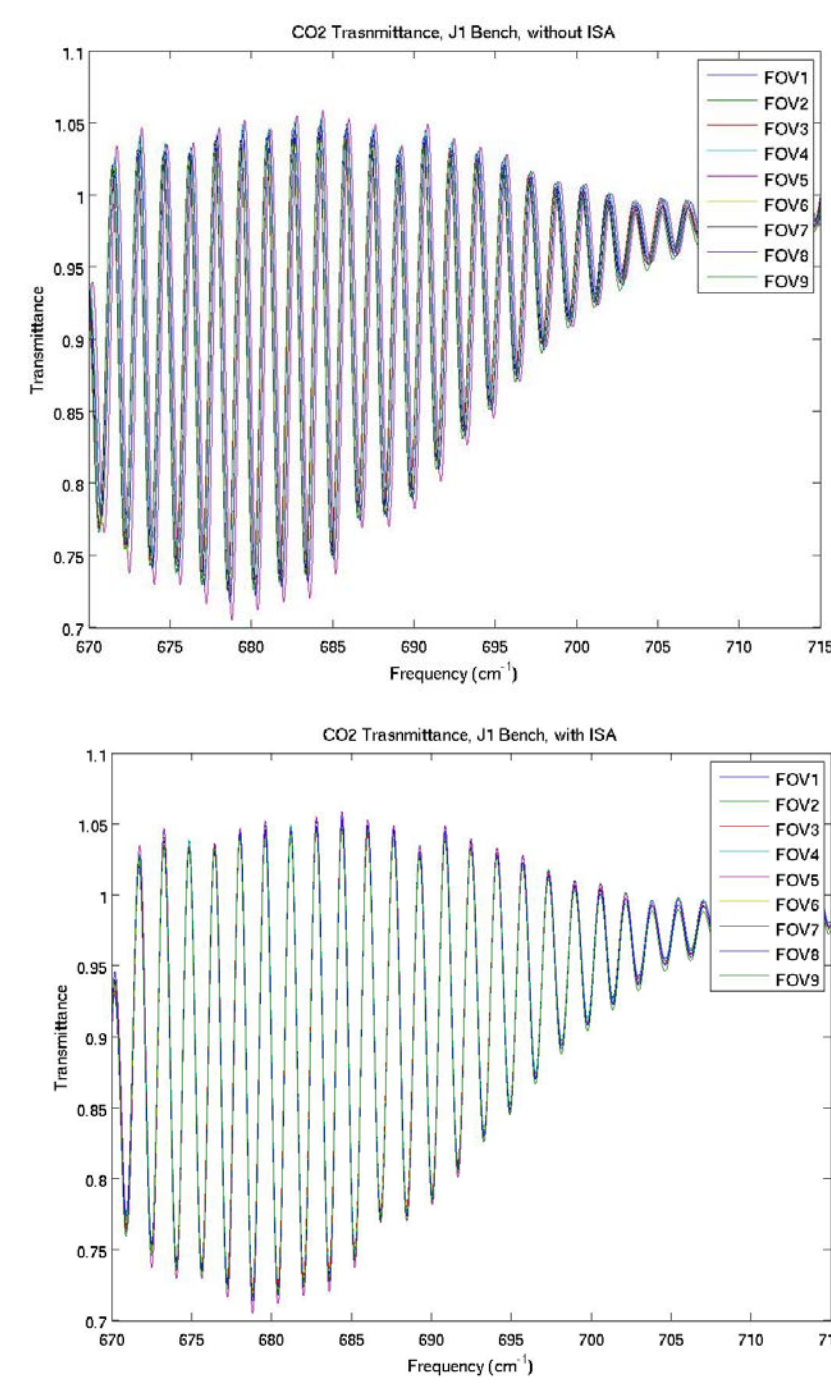 CO2 Trasnmittance, J1 Bench, without ISA
1.1
1.05
1
0.95
0.9
0.85
0.8
0.75
0.7
Transmittance
FOV1
FOV2
FOV3
FOV4
FOV5
FOV6
FOV7
FOV8
FOV9
670 675 680 685 690 695 700 705 710 715
Frequency (cm-1)
CO2 Trasnmittance, J1 Bench, with ISA
1.1
1.05
1
0.95
0.9
0.85
0.8
0.75
0.7
Transmittance
FOV1
FOV2
FOV3
FOV4
FOV5
FOV6
FOV7
FOV8
FOV9
670 675 680 685 690 695 700 705 710
Frequency (cm-1)